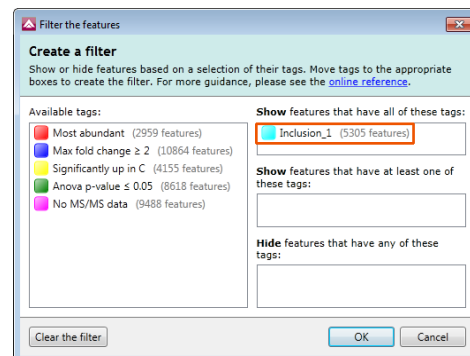 Filter the features
Create a filter
Show or hide features based on a selection of their tags. Move tags to the appropriate
boxes to create the filter. For more guidance, please see the online reference.
Available tags:
Most abundant (2959 features)
Max fold change ≥ 2 (10864 features)
Significantly up in C (4155 features)
Anova p-value ≤ 0.05 (8618 features)
No MS/MS data (9488 features)
Show features that have all of these tags:
Inclusion_1 (5305 features)
Show features that have at least one of
these tags:
Hide features that have any of these
tags:
Clear the filter
OK
Cancel